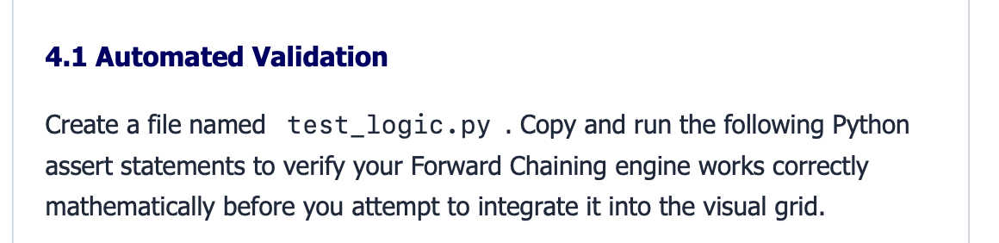 4.1 Automated Validation
Create a file named test_logic.py . Copy and run the following Python
assert statements to verify your Forward Chaining engine works correctly
mathematically before you attempt to integrate it into the visual grid.